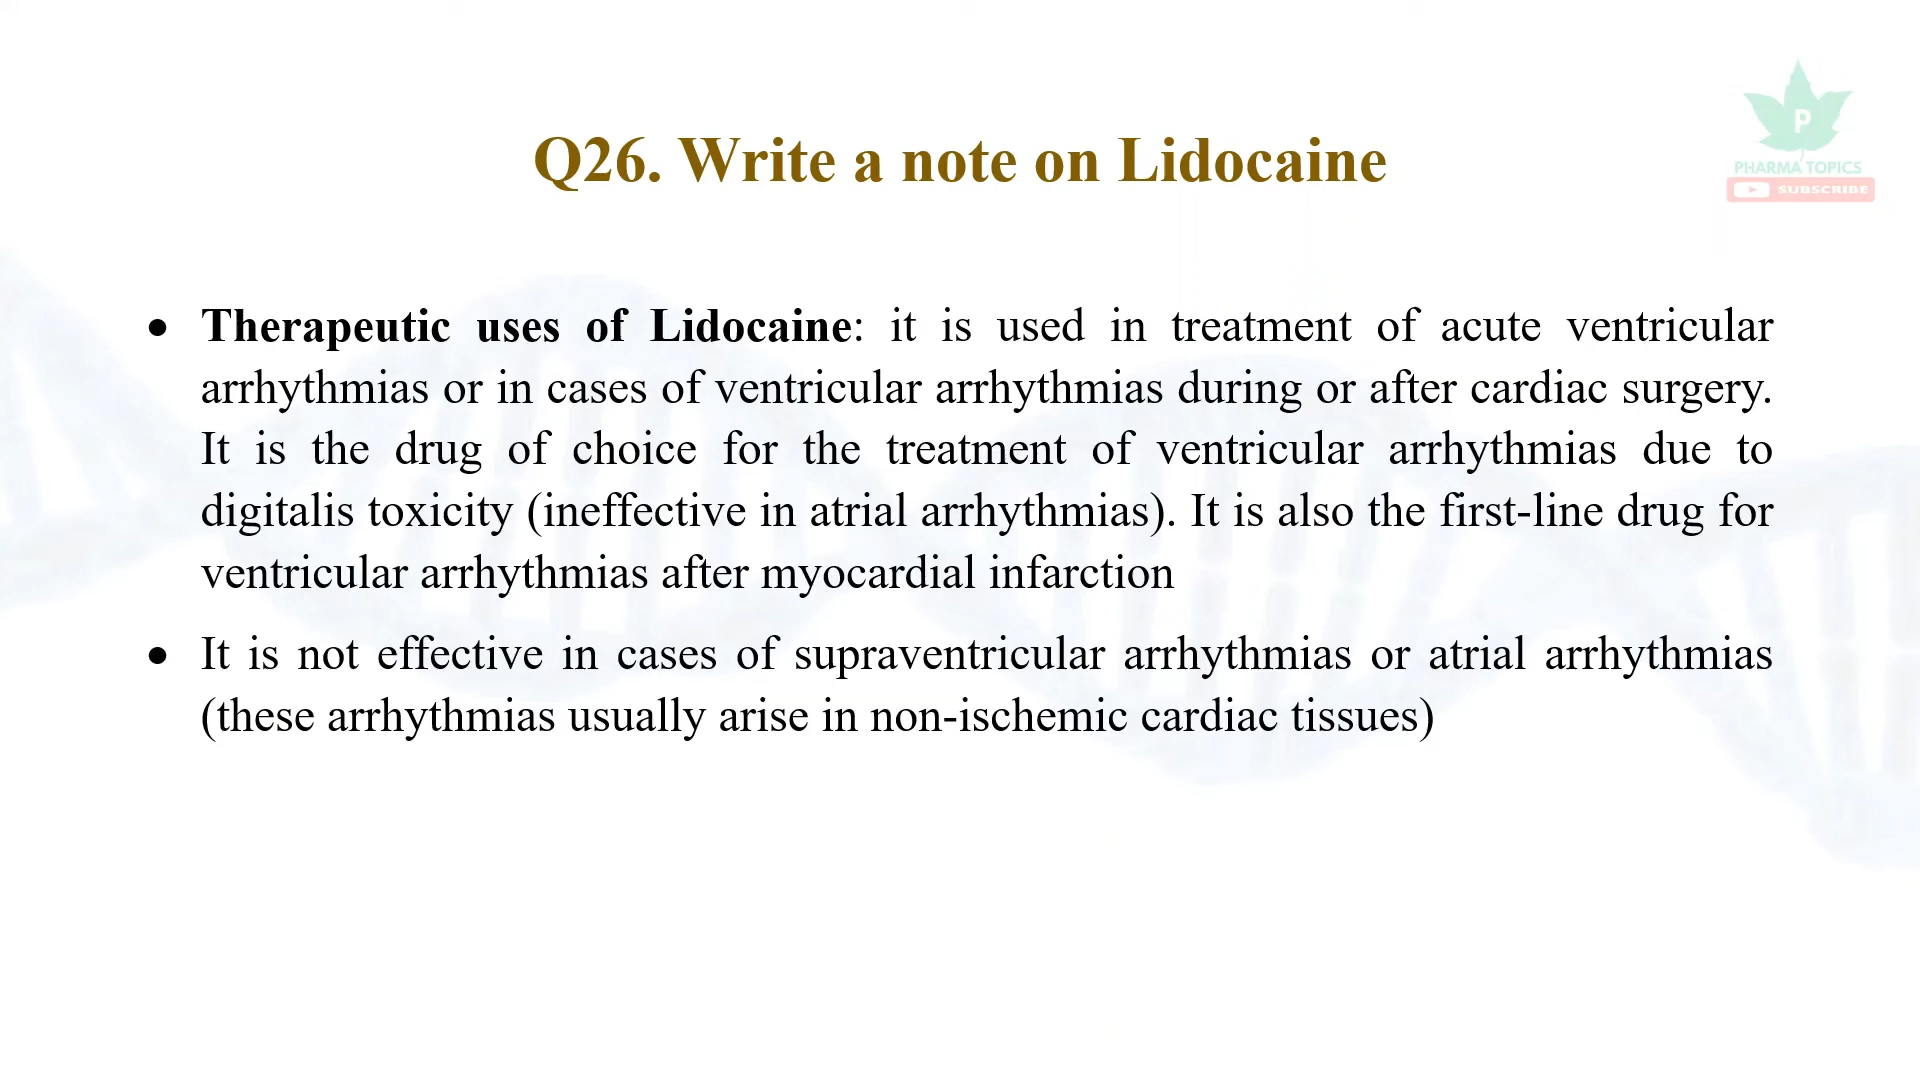 P
PHARMA TOPICS
SUBSCRIBE
Q26. Write a note on Lidocaine
• Therapeutic uses of Lidocaine: it is used in treatment of acute ventricular
arrhythmias or in cases of ventricular arrhythmias during or after cardiac surgery.
It is the drug of choice for the treatment of ventricular arrhythmias due to
digitalis toxicity (ineffective in atrial arrhythmias). It is also the first-line drug for
ventricular arrhythmias after myocardial infarction
• It is not effective in cases of supraventricular arrhythmias or atrial arrhythmias
(these arrhythmias usually arise in non-ischemic cardiac tissues)